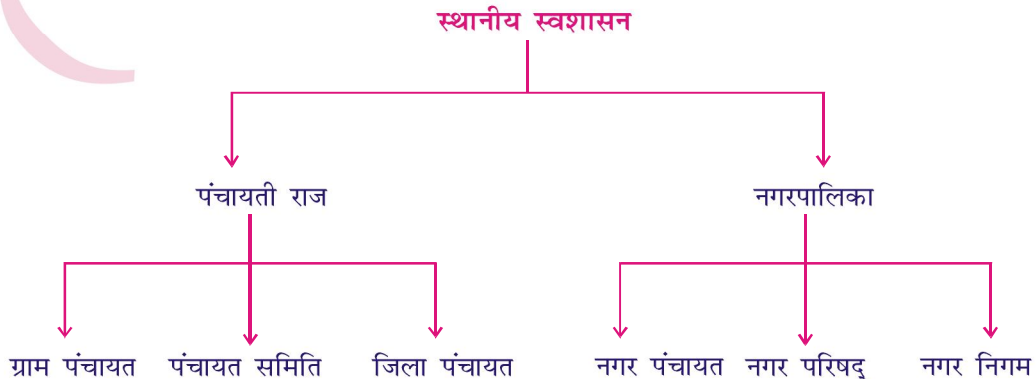 स्थानीय स्वशासन
पंचायती राज नगरपालिका
ग्राम पंचायत पंचायत समिति जिला पंचायत नगर पंचायत नगर परिषद् नगर निगम